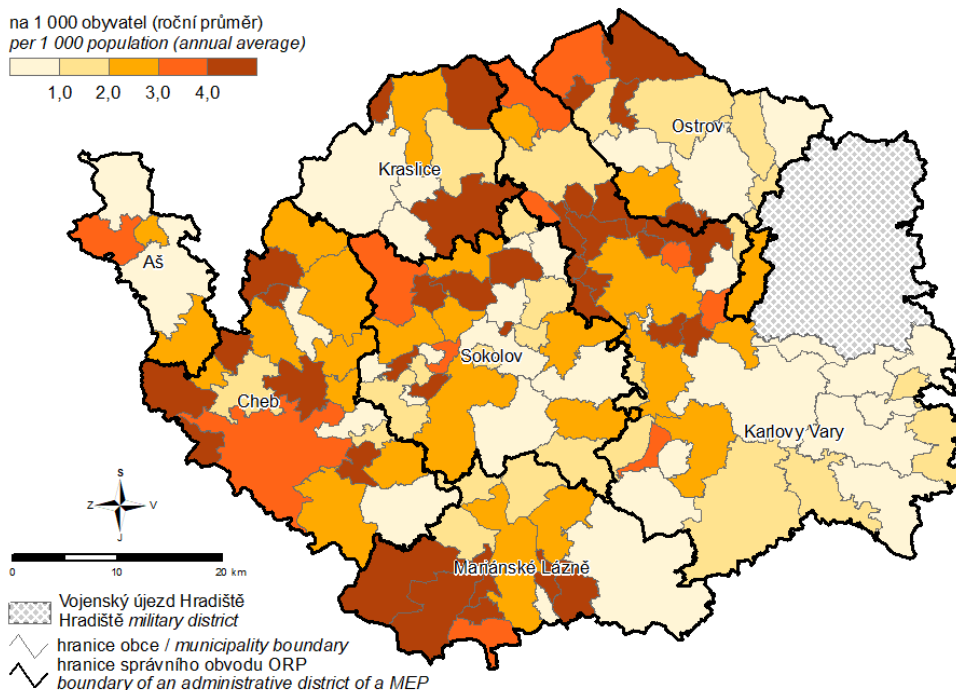 na 1 000 obyvatel (roční průměr)
per 1 000 population (annual average)
1,0 2,0 3,0 4,0
Ostrov
Kraslice
Aš
Sokolov
Cheb
Karlovy Vary
Mariánské Lázně
S
Z V
J
0 10 20 km
Vojenský újezd Hradiště
Hradiště military district
hranice obce / municipality boundary
hranice správního obvodu ORP
boundary of an administrative district of a MEP